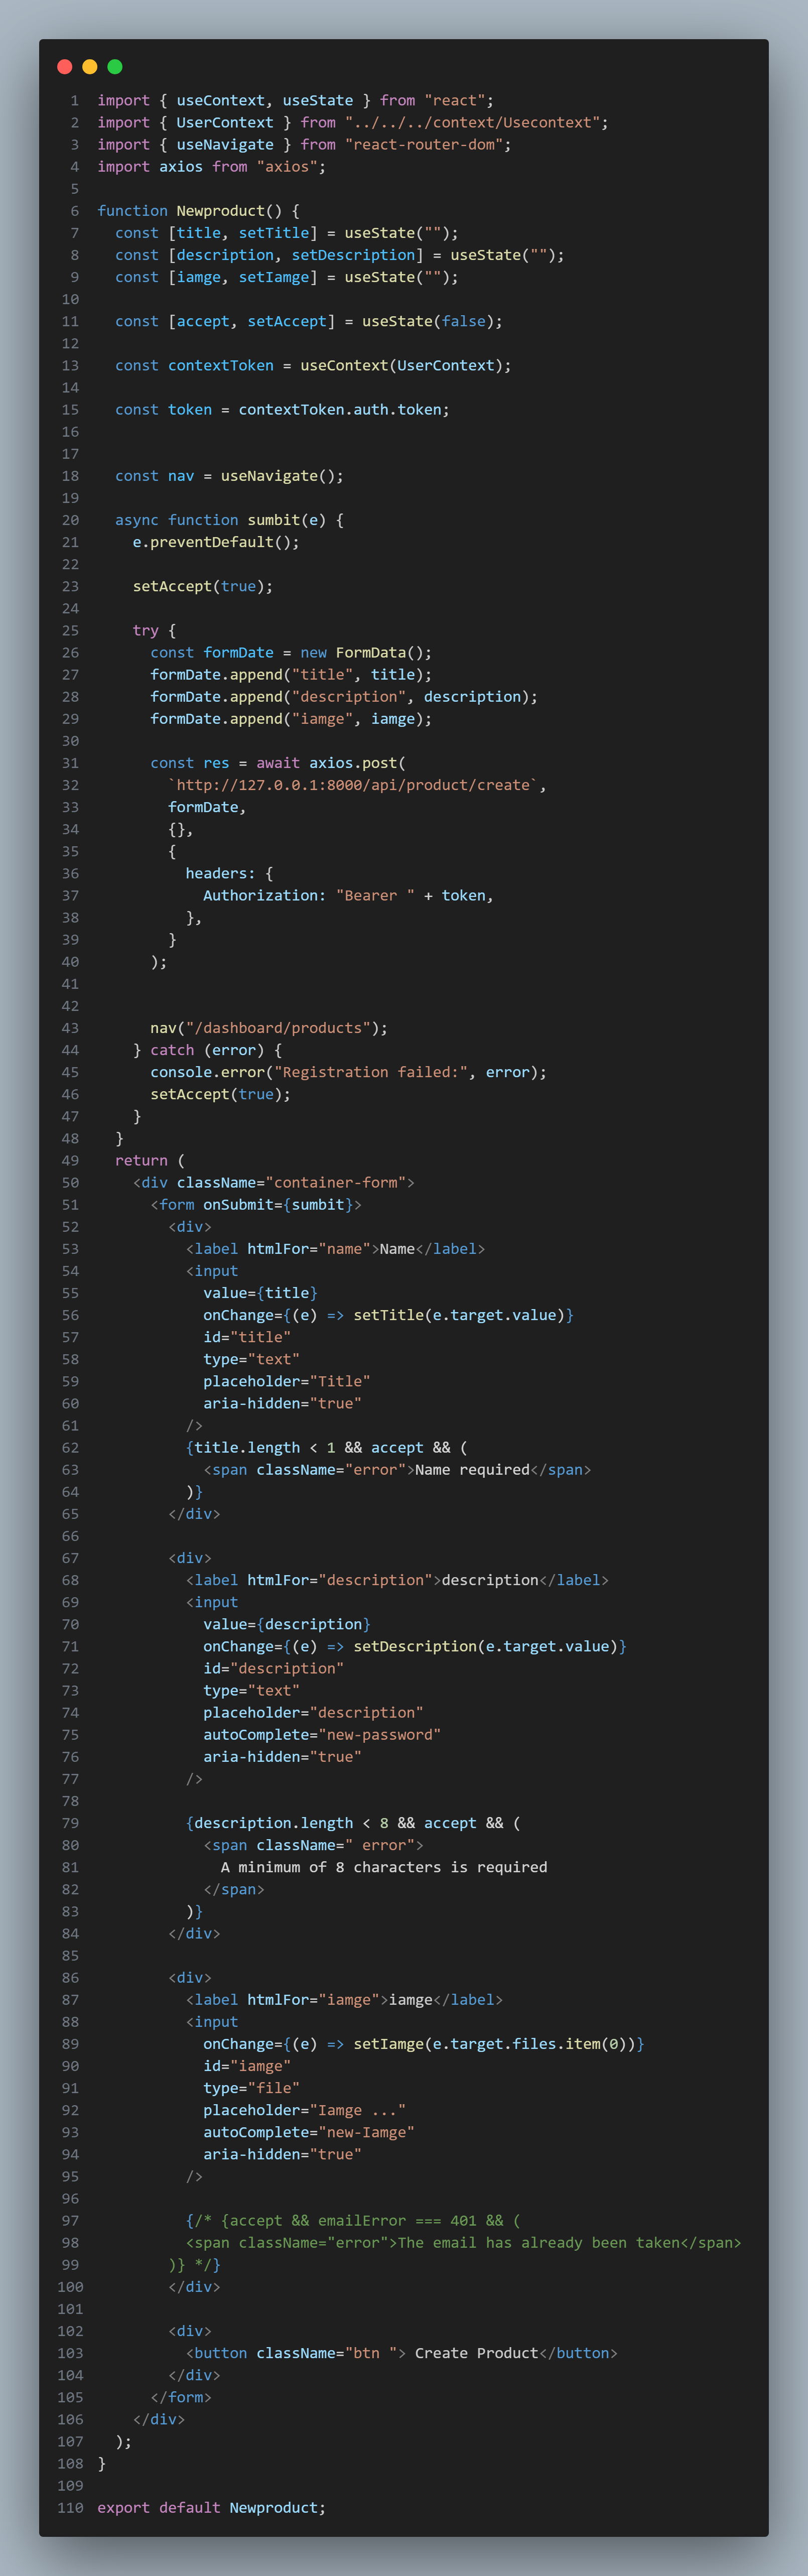 1 import { useContext, useState } from "react";
2 import { UserContext } from "../../../context/Usecontext";
3 import { useNavigate } from "react-router-dom";
4 import axios from "axios";
5
6 function Newproduct() {
7   const [title, setTitle] = useState("");
8   const [description, setDescription] = useState("");
9   const [iamge, setIamge] = useState("");
10
11   const [accept, setAccept] = useState(false);
12
13   const contextToken = useContext(UserContext);
14
15   const token = contextToken.auth.token;
16
17
18   const nav = useNavigate();
19
20   async function sumbit(e) {
21     e.preventDefault();
22
23     setAccept(true);
24
25     try {
26       const formDate = new FormData();
27       formDate.append("title", title);
28       formDate.append("description", description);
29       formDate.append("iamge", iamge);
30
31       const res = await axios.post(
32         `http://127.0.0.1:8000/api/product/create`,
33         formDate,
34         {},
35         {
36           headers: {
37             Authorization: "Bearer " + token,
38           },
39         }
40       );
41
42
43       nav("/dashboard/products");
44     } catch (error) {
45       console.error("Registration failed:", error);
46       setAccept(true);
47     }
48   }
49   return (
50     <div className="container-form">
51       <form onSubmit={sumbit}>
52         <div>
53           <label htmlFor="name">Name</label>
54           <input
55             value={title}
56             onChange={(e) => setTitle(e.target.value)}
57             id="title"
58             type="text"
59             placeholder="Title"
60             aria-hidden="true"
61           />
62           {title.length < 1 && accept && (
63             <span className="error">Name required</span>
64           )}
65         </div>
66
67         <div>
68           <label htmlFor="description">description</label>
69           <input
70             value={description}
71             onChange={(e) => setDescription(e.target.value)}
72             id="description"
73             type="text"
74             placeholder="description"
75             autoComplete="new-password"
76             aria-hidden="true"
77           />
78
79           {description.length < 8 && accept && (
80             <span className=" error">
81               A minimum of 8 characters is required
82             </span>
83           )}
84         </div>
85
86         <div>
87           <label htmlFor="iamge">iamge</label>
88           <input
89             onChange={(e) => setIamge(e.target.files.item(0))}
90             id="iamge"
91             type="file"
92             placeholder="Iamge ..."
93             autoComplete="new-Iamge"
94             aria-hidden="true"
95           />
96
97           {/* {accept && emailError === 401 && (
98           <span className="error">The email has already been taken</span>
99         )} */}
100         </div>
101
102         <div>
103           <button className="btn "> Create Product</button>
104         </div>
105       </form>
106     </div>
107   );
108 }
109
110 export default Newproduct;